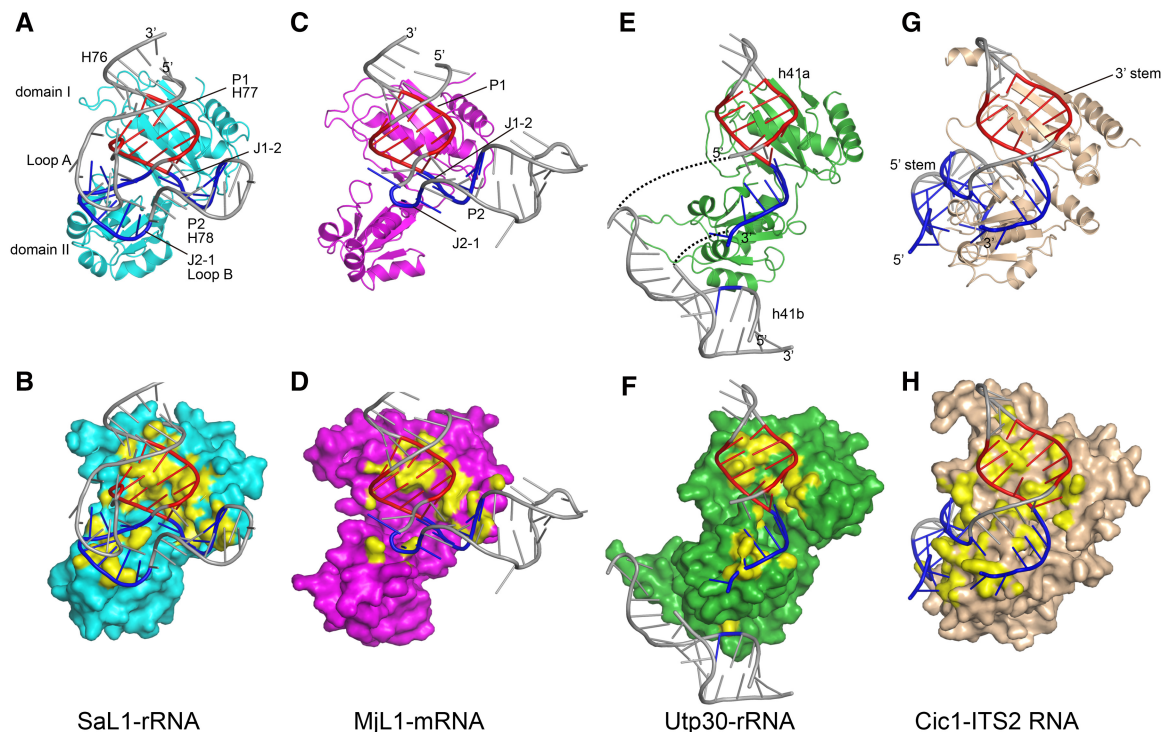 A
3’
H76
5’
domain I
P1
H77
Loop A
J1-2
P2
H78
domain II
J2-1
Loop B
C
3’
5’
P1
J1-2
P2
J2-1
E
h41a
5’
3’
h41b
5’
3’
G
3’ stem
5’ stem
3’
5’
B
D
F
H
SaL1-rRNA
MjL1-mRNA
Utp30-rRNA
Cic1-ITS2 RNA